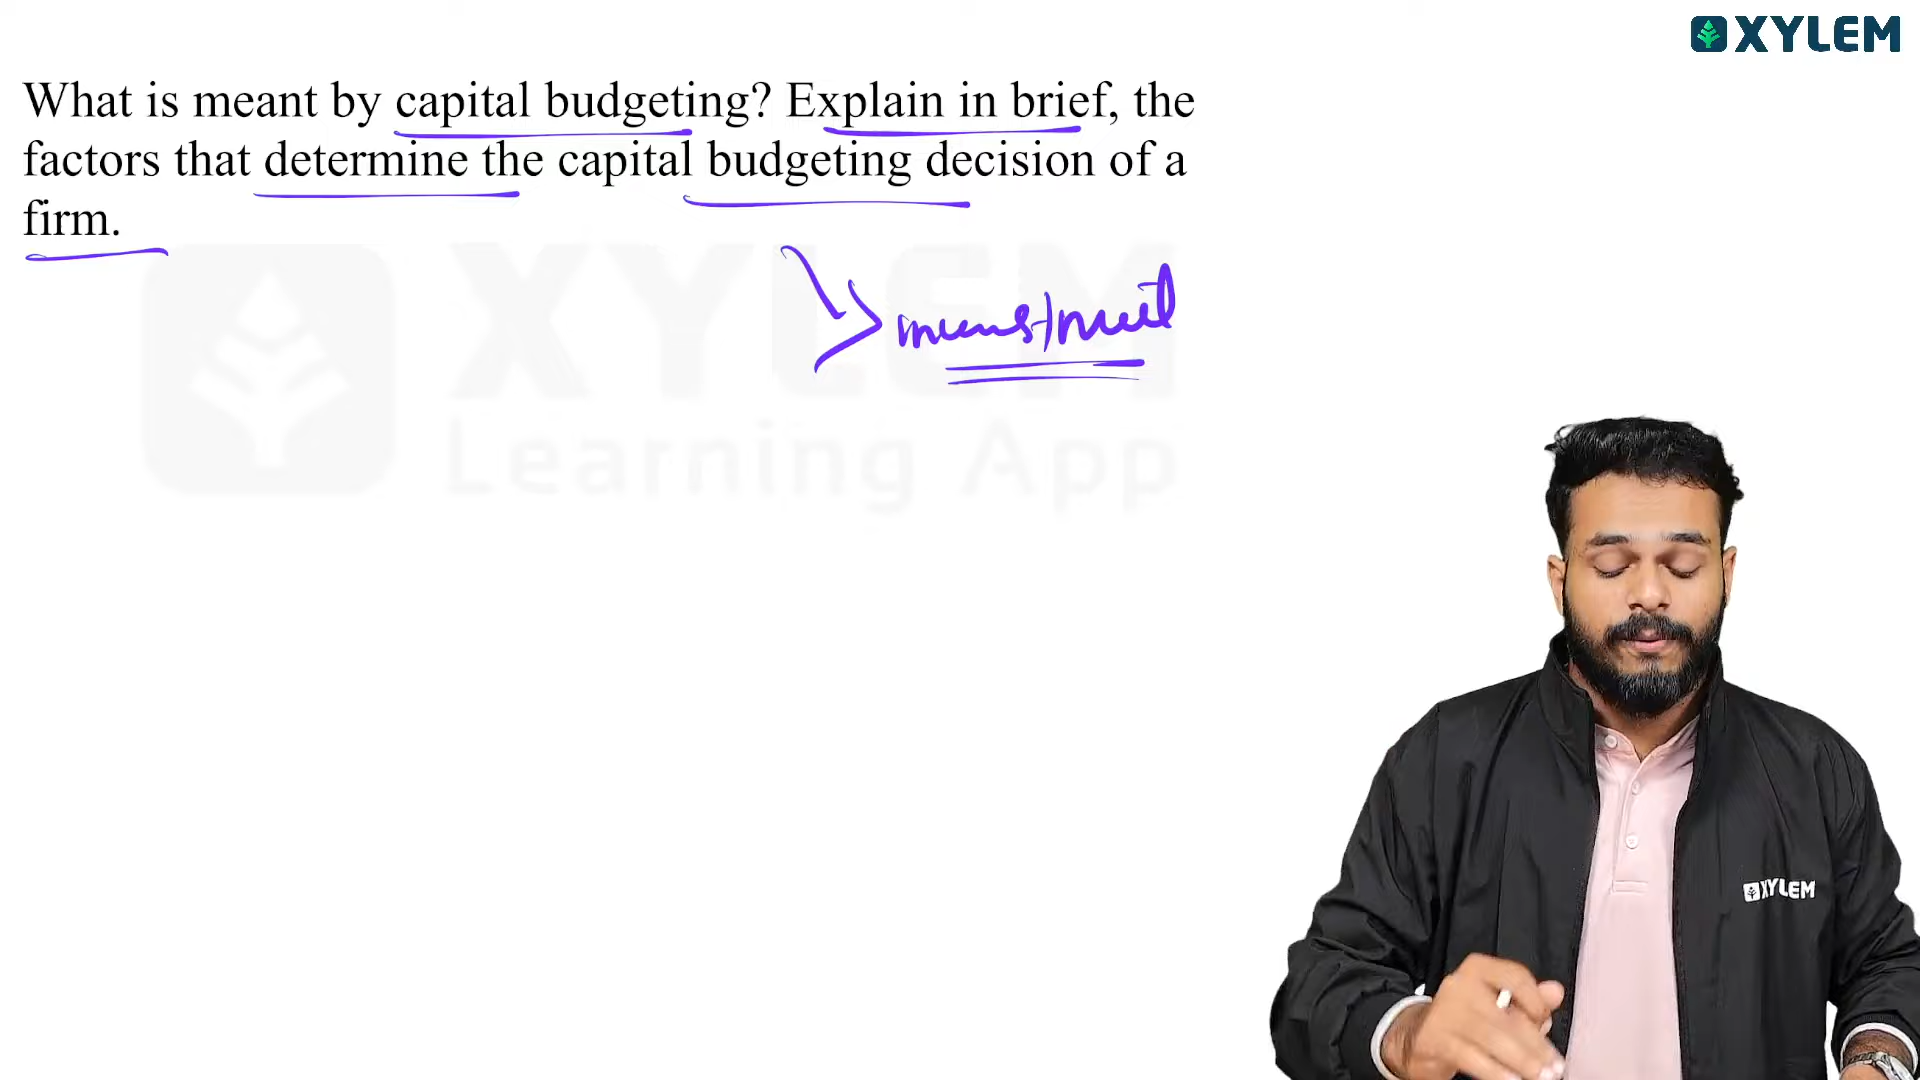 XYLEM
What is meant by capital budgeting? Explain in brief, the
factors that determine the capital budgeting decision of a
firm.
XYLEM
Learning App
XYLEM